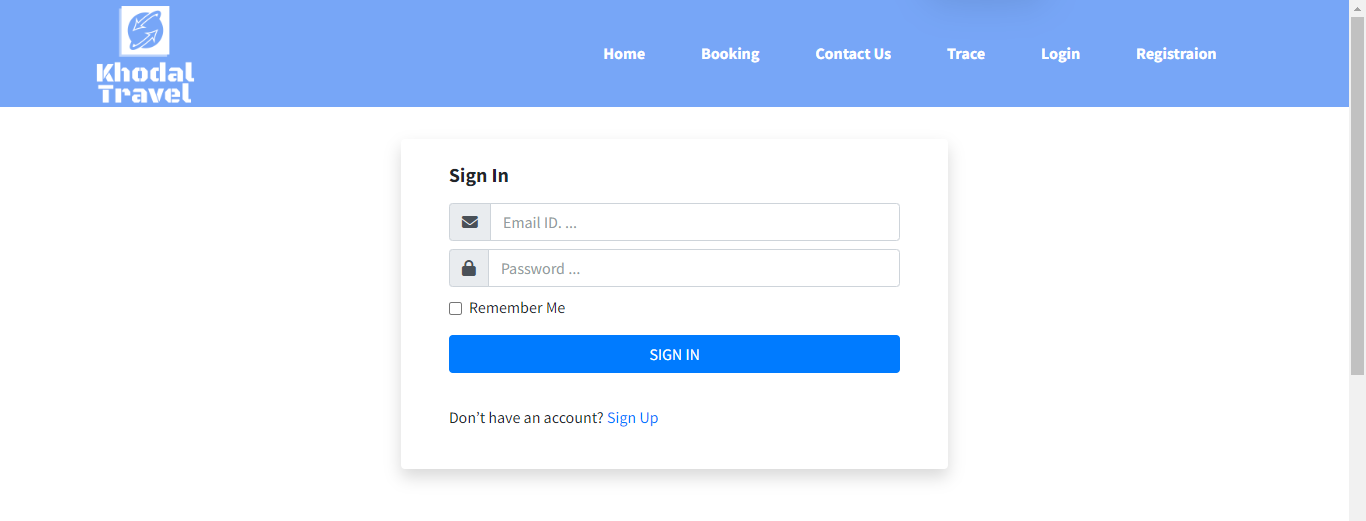 Khodal
Travel
Home Booking Contact Us Trace Login Registraion
Sign In
Email ID. ...
Password ...
Remember Me
SIGN IN
Don’t have an account? Sign Up